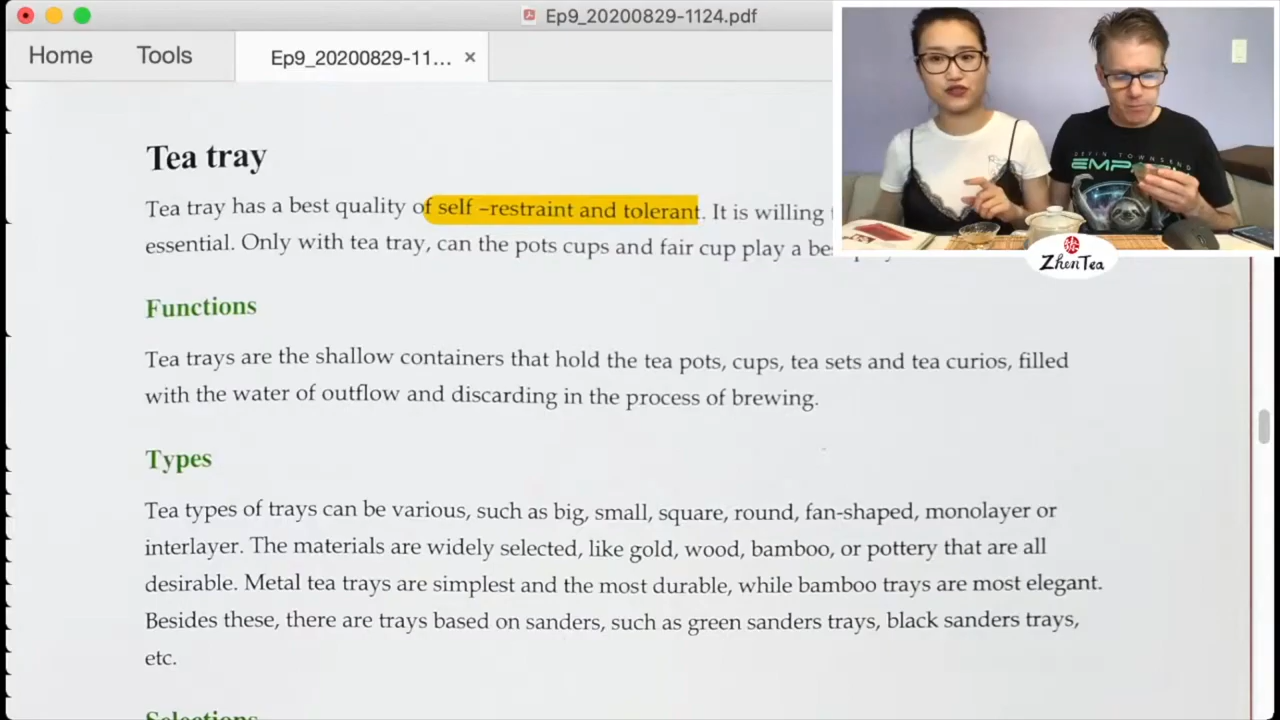 Ep9_20200829-1124.pdf
Home
Tools
Ep9_20200829-11... ×
Tea tray
Tea tray has a best quality of self –restraint and tolerant. It is willing
essential. Only with tea tray, can the pots cups and fair cup play a
Functions
Tea trays are the shallow containers that hold the tea pots, cups, tea sets and tea curios, filled
with the water of outflow and discarding in the process of brewing.
Types
Tea types of trays can be various, such as big, small, square, round, fan-shaped, monolayer or
interlayer. The materials are widely selected, like gold, wood, bamboo, or pottery that are all
desirable. Metal tea trays are simplest and the most durable, while bamboo trays are most elegant.
Besides these, there are trays based on sanders, such as green sanders trays, black sanders trays,
etc.
Selections
DEVIN TOWNSEND
ZhenTea